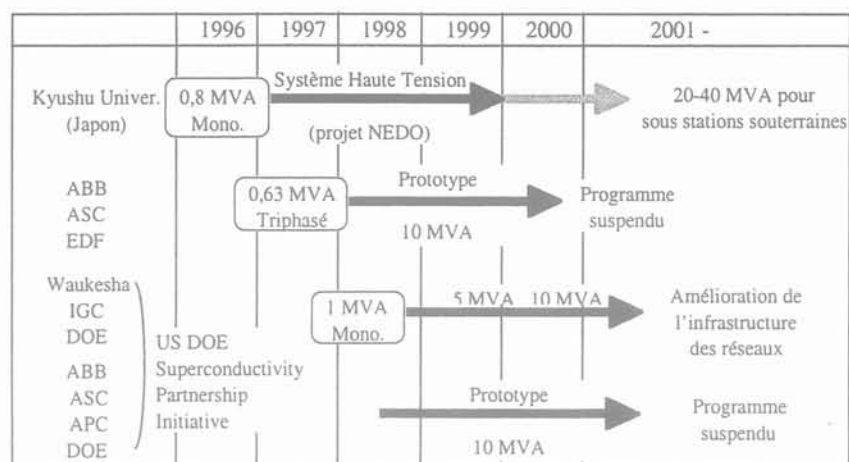 1996 1997 1998 1999 2000 2001 -
Kyushu Univer.
(Japon)
0,8 MVA
Mono.
Système Haute Tension
(projet NEDO)
20-40 MVA pour
sous stations souterraines
ABB
ASC
EDF
0,63 MVA
Triphasé
Prototype
10 MVA
Programme
suspendu
Waukesha
IGC
DOE
1 MVA
Mono.
5 MVA 10 MVA
Amélioration de
l'infrastructure
des réseaux
ABB
ASC
APC
DOE
US DOE
Superconductivity
Partnership
Initiative
Prototype
10 MVA
Programme
suspendu